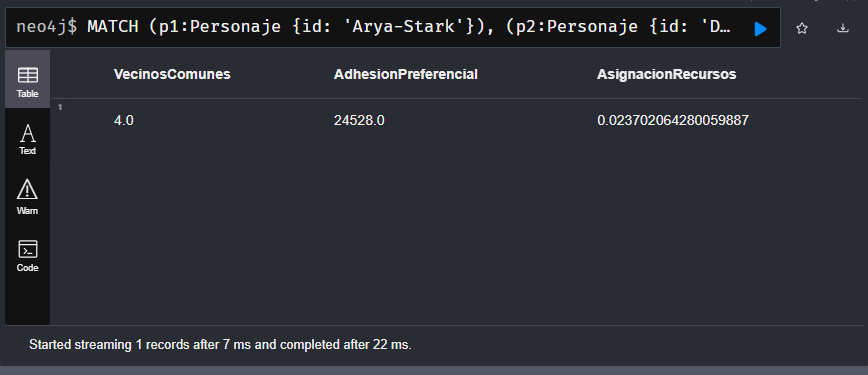 neo4j$ MATCH (p1:Personaje {id: 'Arya-Stark'}), (p2:Personaje {id: 'D…
Table
VecinosComunes AdhesionPreferencial AsignacionRecursos
1
4.0 24528.0 0.023702064280059887
Text
Warn
Code
Started streaming 1 records after 7 ms and completed after 22 ms.